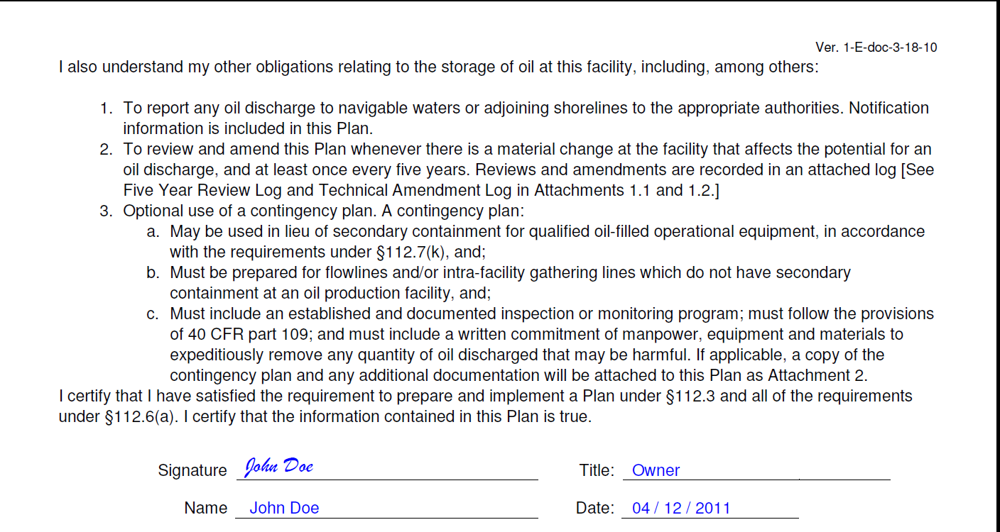 Ver. 1-E-doc-3-18-10
I also understand my other obligations relating to the storage of oil at this facility, including, among others:
1. To report any oil discharge to navigable waters or adjoining shorelines to the appropriate authorities. Notification
information is included in this Plan.
2. To review and amend this Plan whenever there is a material change at the facility that affects the potential for an
oil discharge, and at least once every five years. Reviews and amendments are recorded in an attached log [See
Five Year Review Log and Technical Amendment Log in Attachments 1.1 and 1.2.]
3. Optional use of a contingency plan. A contingency plan:
a. May be used in lieu of secondary containment for qualified oil-filled operational equipment, in accordance
with the requirements under §112.7(k), and;
b. Must be prepared for flowlines and/or intra-facility gathering lines which do not have secondary
containment at an oil production facility, and;
c. Must include an established and documented inspection or monitoring program; must follow the provisions
of 40 CFR part 109; and must include a written commitment of manpower, equipment and materials to
expeditiously remove any quantity of oil discharged that may be harmful. If applicable, a copy of the
contingency plan and any additional documentation will be attached to this Plan as Attachment 2.
I certify that I have satisfied the requirement to prepare and implement a Plan under §112.3 and all of the requirements
under §112.6(a). I certify that the information contained in this Plan is true.
Signature John Doe Title: Owner
Name John Doe Date: 04 / 12 / 2011